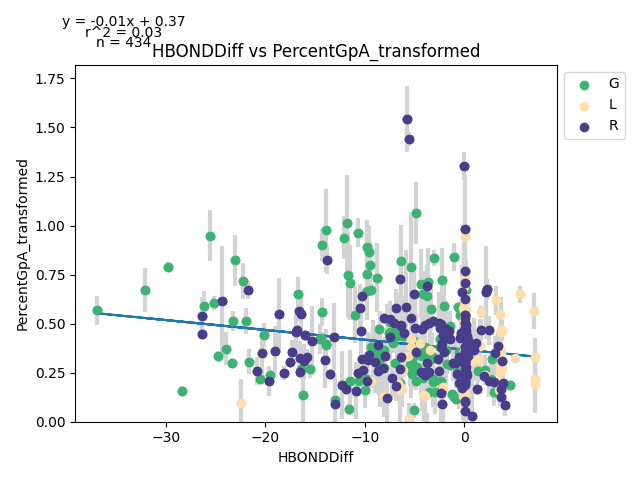 y = -0.01x + 0.37
r^2 = 0.03
n = 434
HBONDDiff vs PercentGpA_transformed
1.75
1.50
1.25
1.00
0.75
0.50
0.25
0.00
PercentGpA_transformed
−30
−20
−10
0
HBONDDiff
G
L
R